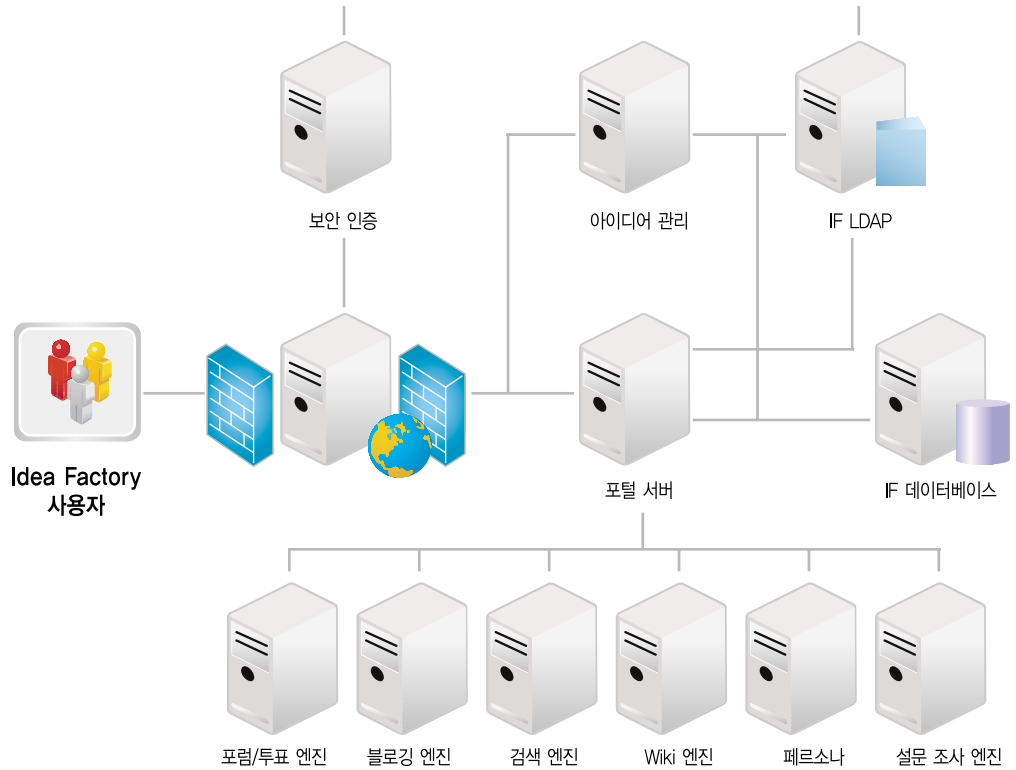 보안 인증
아이디어 관리
IF LDAP
Idea Factory
사용자
포털 서버
IF 데이터베이스
포럼/투표 엔진
블로깅 엔진
검색 엔진
Wiki 엔진
페르소나
설문 조사 엔진